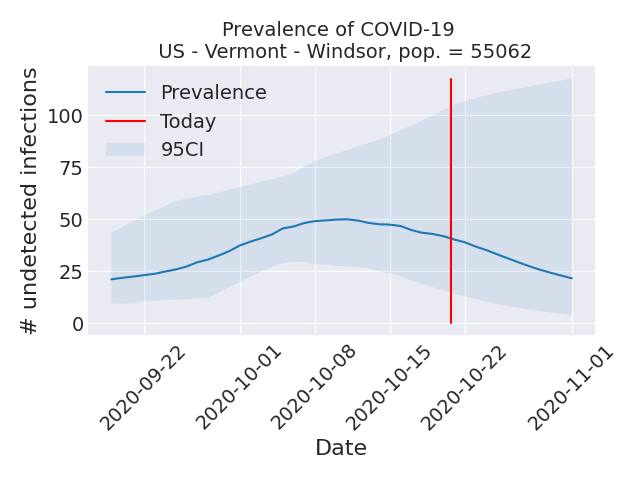 Prevalence of COVID-19
US - Vermont - Windsor, pop. = 55062
Prevalence
Today
95CI
# undetected infections
100
75
50
25
0
2020-09-22
2020-10-01
2020-10-08
2020-10-15
2020-10-22
2020-11-01
Date